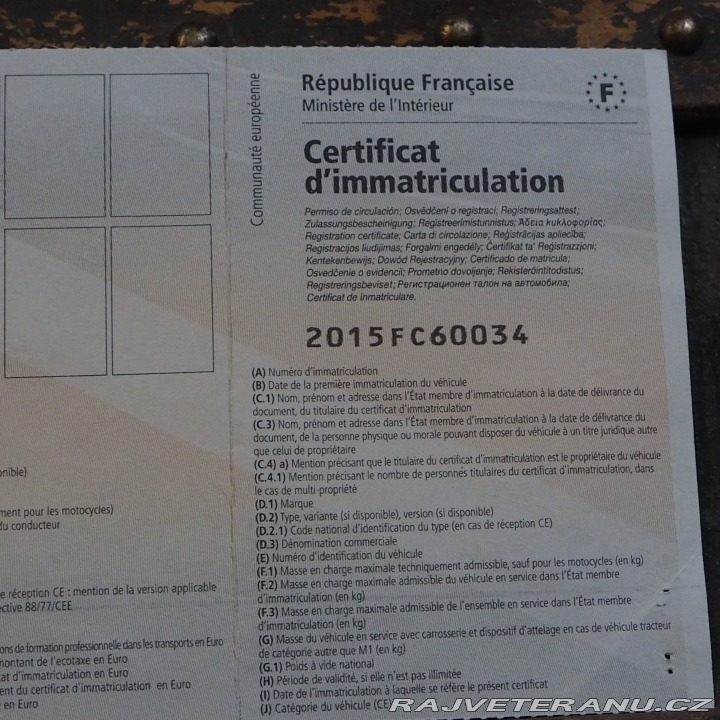 Communauté européenne
République Française
Ministère de l'Intérieur
F
Certificat
d'immatriculation
Permiso de circulación; Osvědčení o registraci; Registreringsattest;
Zulassungsbescheinigung; Registreerimistunnistus; Άδεια κυκλοφορίας;
Registration certificate; Carta di circolazione; Reģistrācijas apliecība;
Registracijos liudijimas; Forgalmi engedély; Ċertifikat ta' Reġistrazzjoni;
Kentekenbewijs; Dowód Rejestracyjny; Certificado de matricula;
Osvedčenie o evidencii; Prometno dovoljenje; Rekisteröintitodistus;
Registreringsbeviset; Регистрационен талон на автомобила;
Certificat de inmatriculare.
2015FC60034
(A) Numéro d'immatriculation
(B) Date de la première immatriculation du véhicule
(C.1) Nom, prénom et adresse dans l'État membre d'immatriculation à la date de délivrance du
document, du titulaire du certificat d'immatriculation
(C.3) Nom, prénom et adresse dans l'État membre d'immatriculation à la date de délivrance du
document, de la personne physique ou morale pouvant disposer du véhicule à un titre juridique autre
que celui de propriétaire
(C.4) a) Mention précisant que le titulaire du certificat d'immatriculation est le propriétaire du véhicule
(C.4.1) Mention précisant le nombre de personnes titulaires du certificat d'immatriculation, dans
le cas de multi-propriété
(D.1) Marque
(D.2) Type, variante (si disponible), version (si disponible)
(D.2.1) Code national d'identification du type (en cas de réception CE)
(D.3) Dénomination commerciale
(E) Numéro d'identification du véhicule
(F.1) Masse en charge maximale techniquement admissible, sauf pour les motocycles (en kg)
(F.2) Masse en charge maximale admissible du véhicule en service dans l'État membre
d'immatriculation (en kg)
(F.3) Masse en charge maximale admissible de l'ensemble en service dans l'État membre
d'immatriculation (en kg)
(G) Masse du véhicule en service avec carrosserie et dispositif d'attelage en cas de véhicule tracteur
de catégorie autre que M1 (en kg)
(G.1) Poids à vide national
(H) Période de validité, si elle n'est pas illimitée
(I) Date de l'immatriculation à laquelle se réfère le présent certificat
(J) Catégorie du véhicule (CE)
nible)
ment pour les motocycles)
du conducteur
e réception CE : mention de la version applicable
ective 88/77/CEE
ons de formation professionnelle dans les transports en Euro
montant de l'ecotaxe en Euro
cat d'immatriculation en Euro
ent du certificat d'immatriculation en Euro
en Euro
RAJVETERANU.CZ